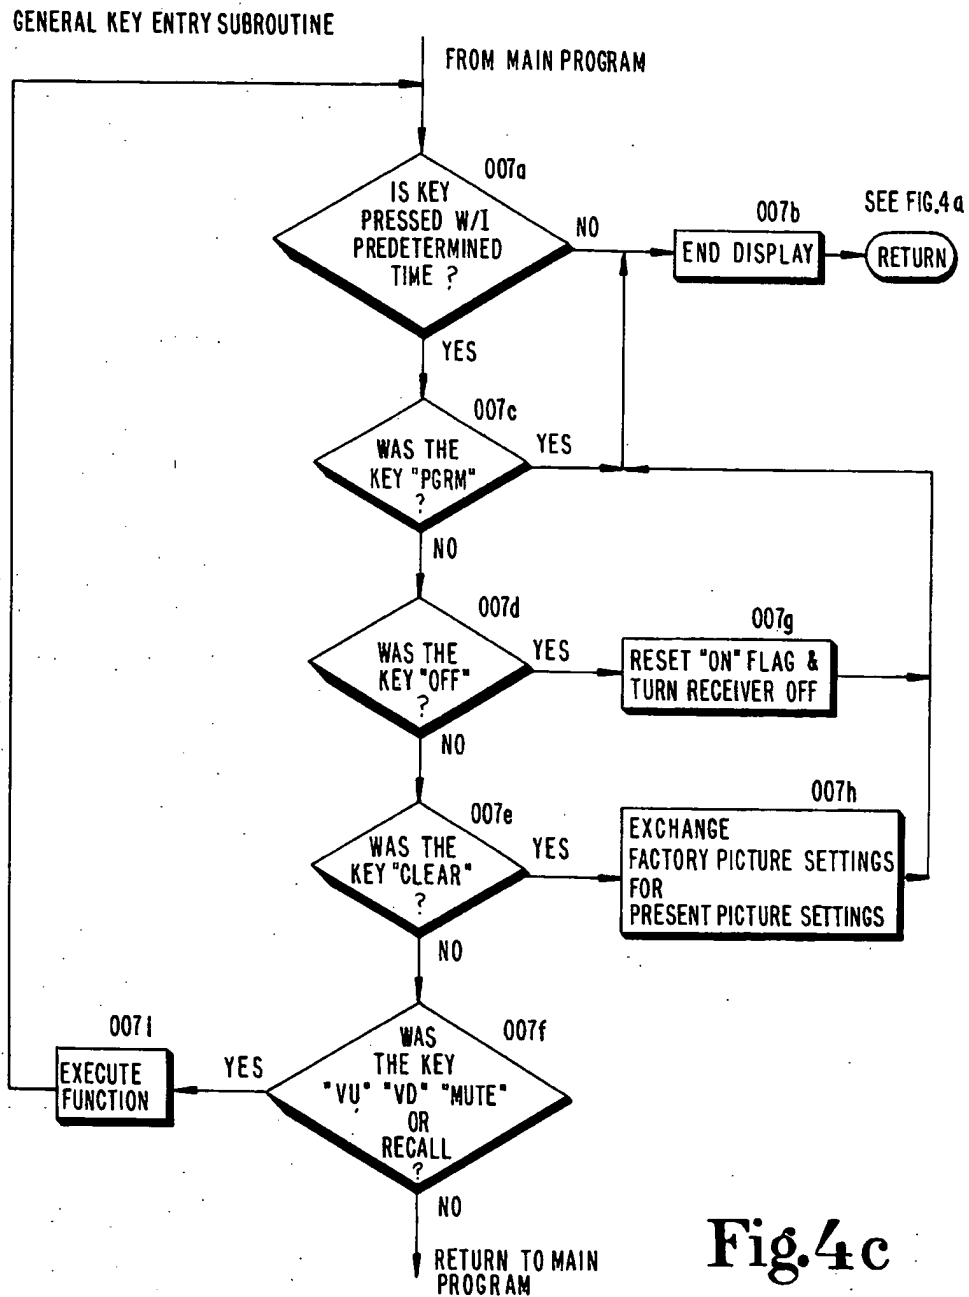 GENERAL KEY ENTRY SUBROUTINE
FROM MAIN PROGRAM
007a
IS KEY
PRESSED W/I
PREDETERMINED
TIME ?
NO
YES
007b
END DISPLAY
SEE FIG.4a
RETURN
007c
WAS THE
KEY "PGRM"
?
YES
NO
007d
WAS THE
KEY "OFF"
?
YES
NO
007g
RESET "ON" FLAG &
TURN RECEIVER OFF
007e
WAS THE
KEY "CLEAR"
?
YES
NO
007h
EXCHANGE
FACTORY PICTURE SETTINGS
FOR
PRESENT PICTURE SETTINGS
007f
WAS
THE KEY
"VU" "VD" "MUTE"
OR
RECALL
?
YES
NO
007i
EXECUTE
FUNCTION
RETURN TO MAIN
PROGRAM
Fig.4c